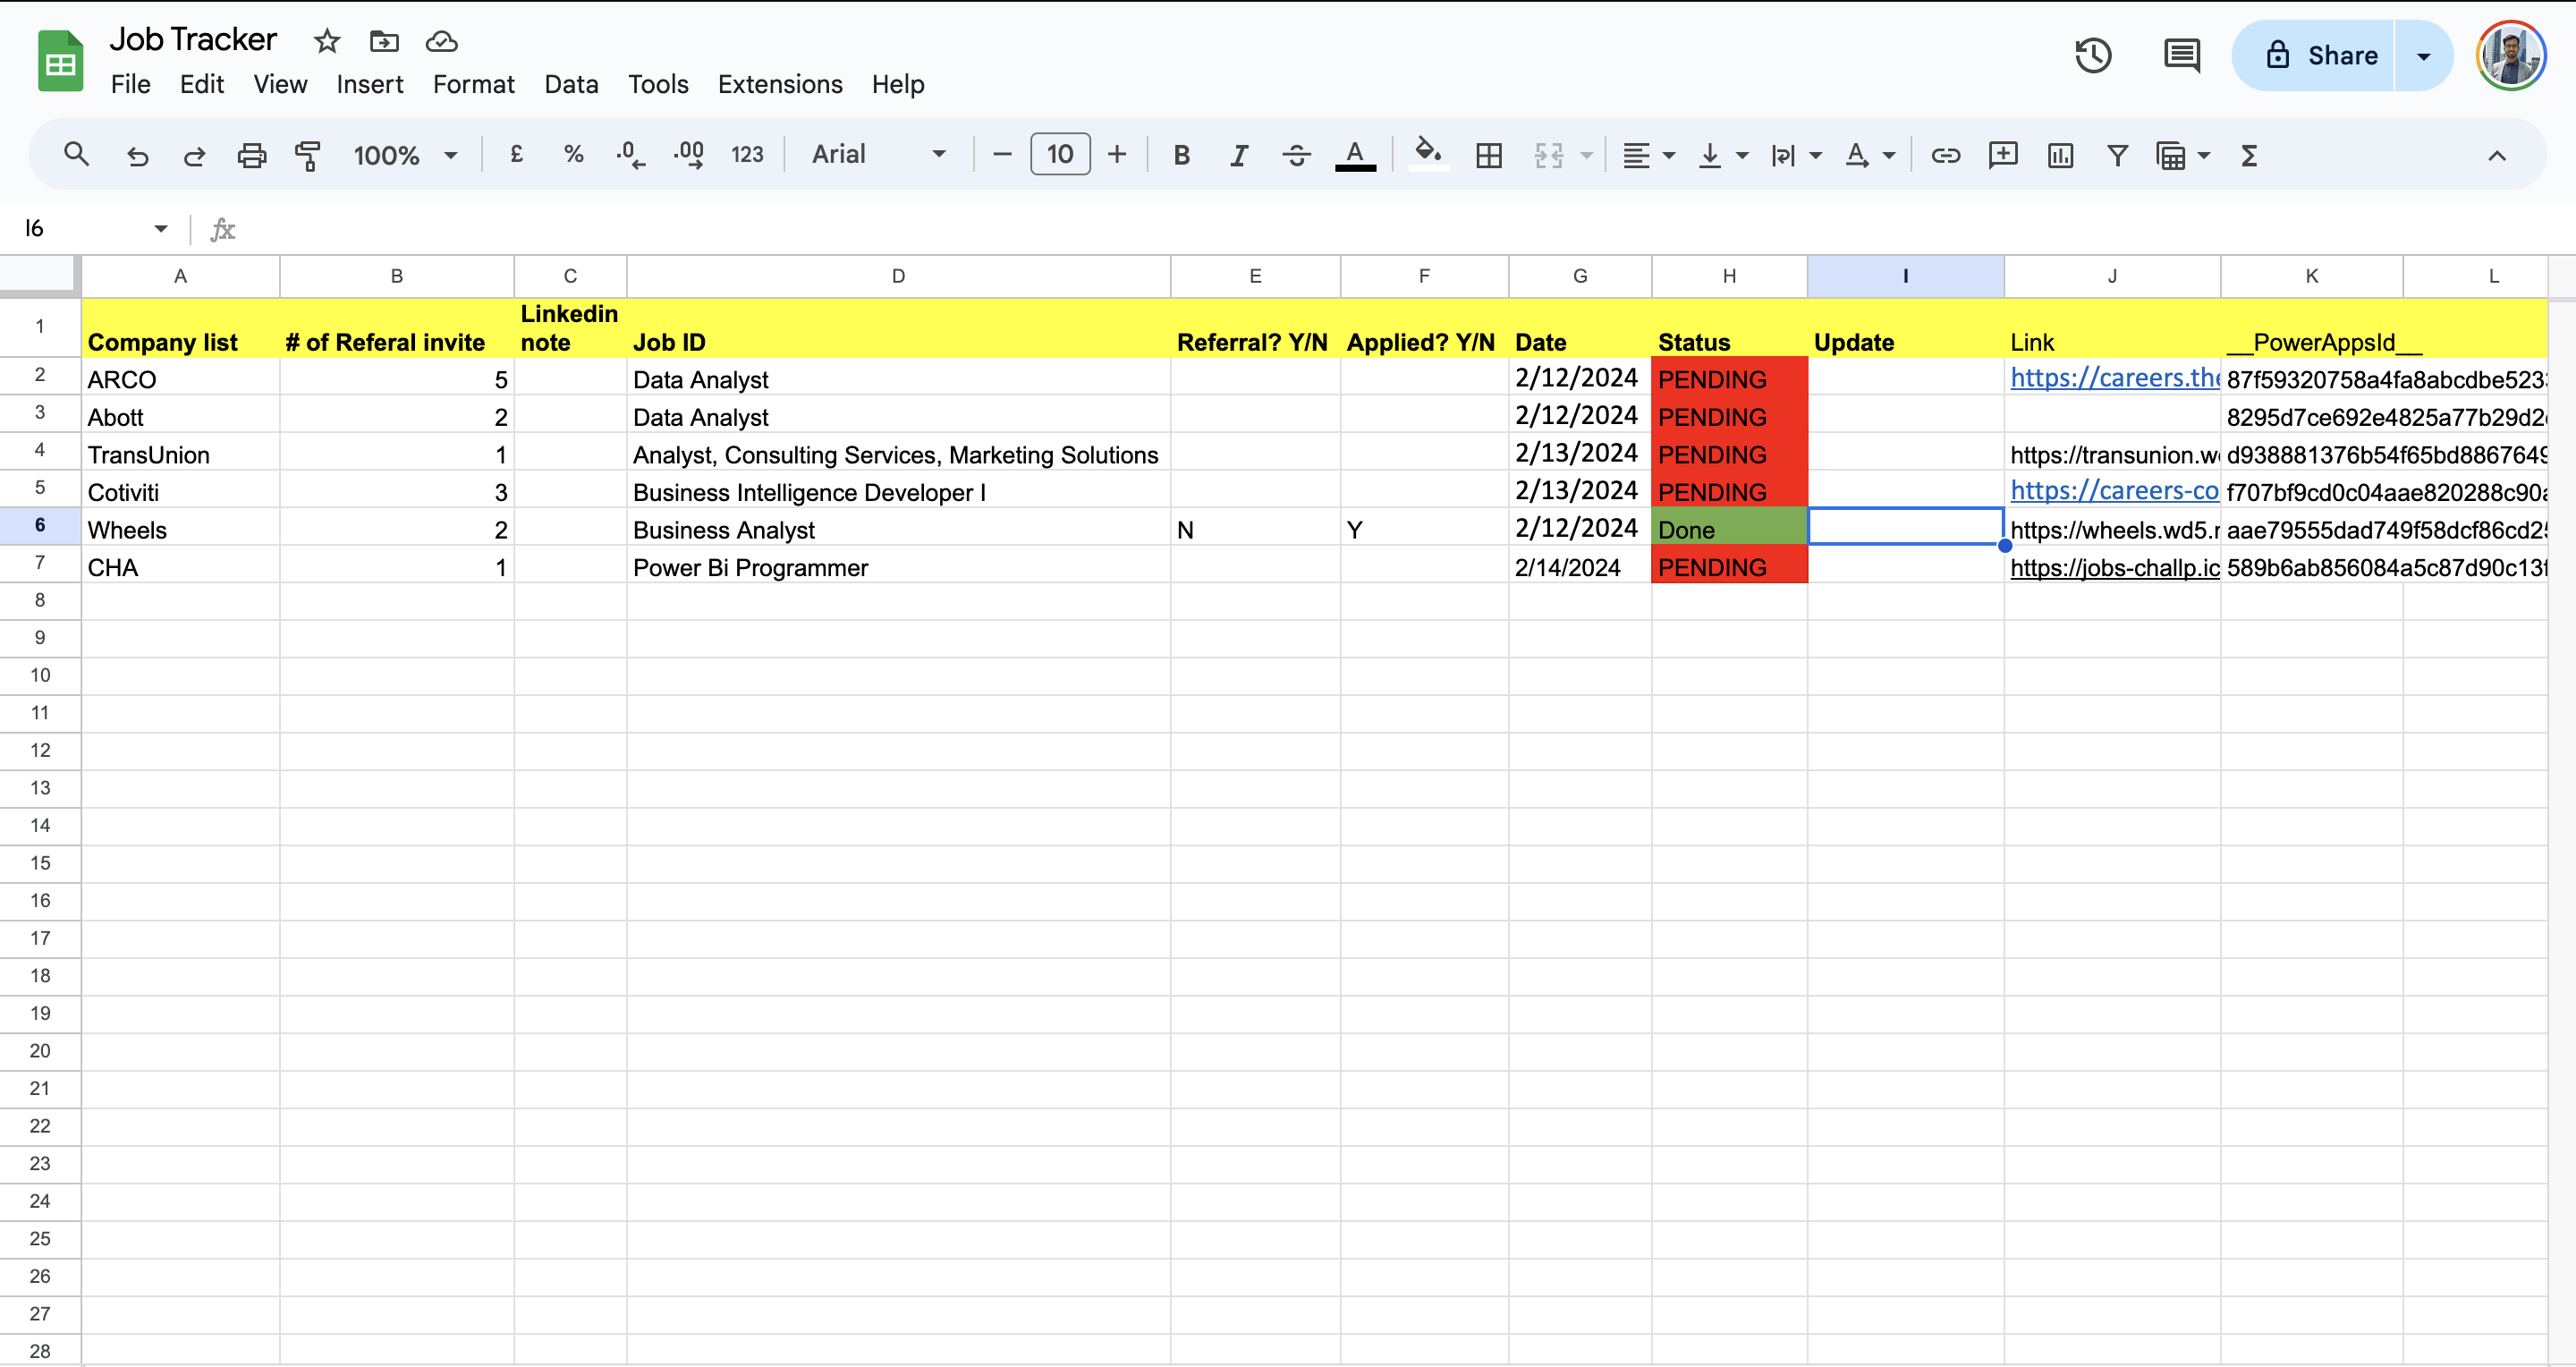 Job Tracker
File Edit View Insert Format Data Tools Extensions Help
Share
100% £ % .0 .00 123 Arial 10 B I A A Σ
I6 fx
A B C D E F G H I J K L
1 Company list # of Referal invite Linkedin note Job ID Referral? Y/N Applied? Y/N Date Status Update Link __PowerAppsId__
2 ARCO 5 Data Analyst 2/12/2024 PENDING https://careers.the 87f59320758a4fa8abcdbe523
3 Abott 2 Data Analyst 2/12/2024 PENDING 8295d7ce692e4825a77b29d2
4 TransUnion 1 Analyst, Consulting Services, Marketing Solutions 2/13/2024 PENDING https://transunion.w d938881376b54f65bd8867649
5 Cotiviti 3 Business Intelligence Developer I 2/13/2024 PENDING https://careers-co f707bf9cd0c04aae820288c90a
6 Wheels 2 Business Analyst N Y 2/12/2024 Done https://wheels.wd5.r aae79555dad749f58dcf86cd2
7 CHA 1 Power Bi Programmer 2/14/2024 PENDING https://jobs-challp.ic 589b6ab856084a5c87d90c13f
8
9
10
11
12
13
14
15
16
17
18
19
20
21
22
23
24
25
26
27
28